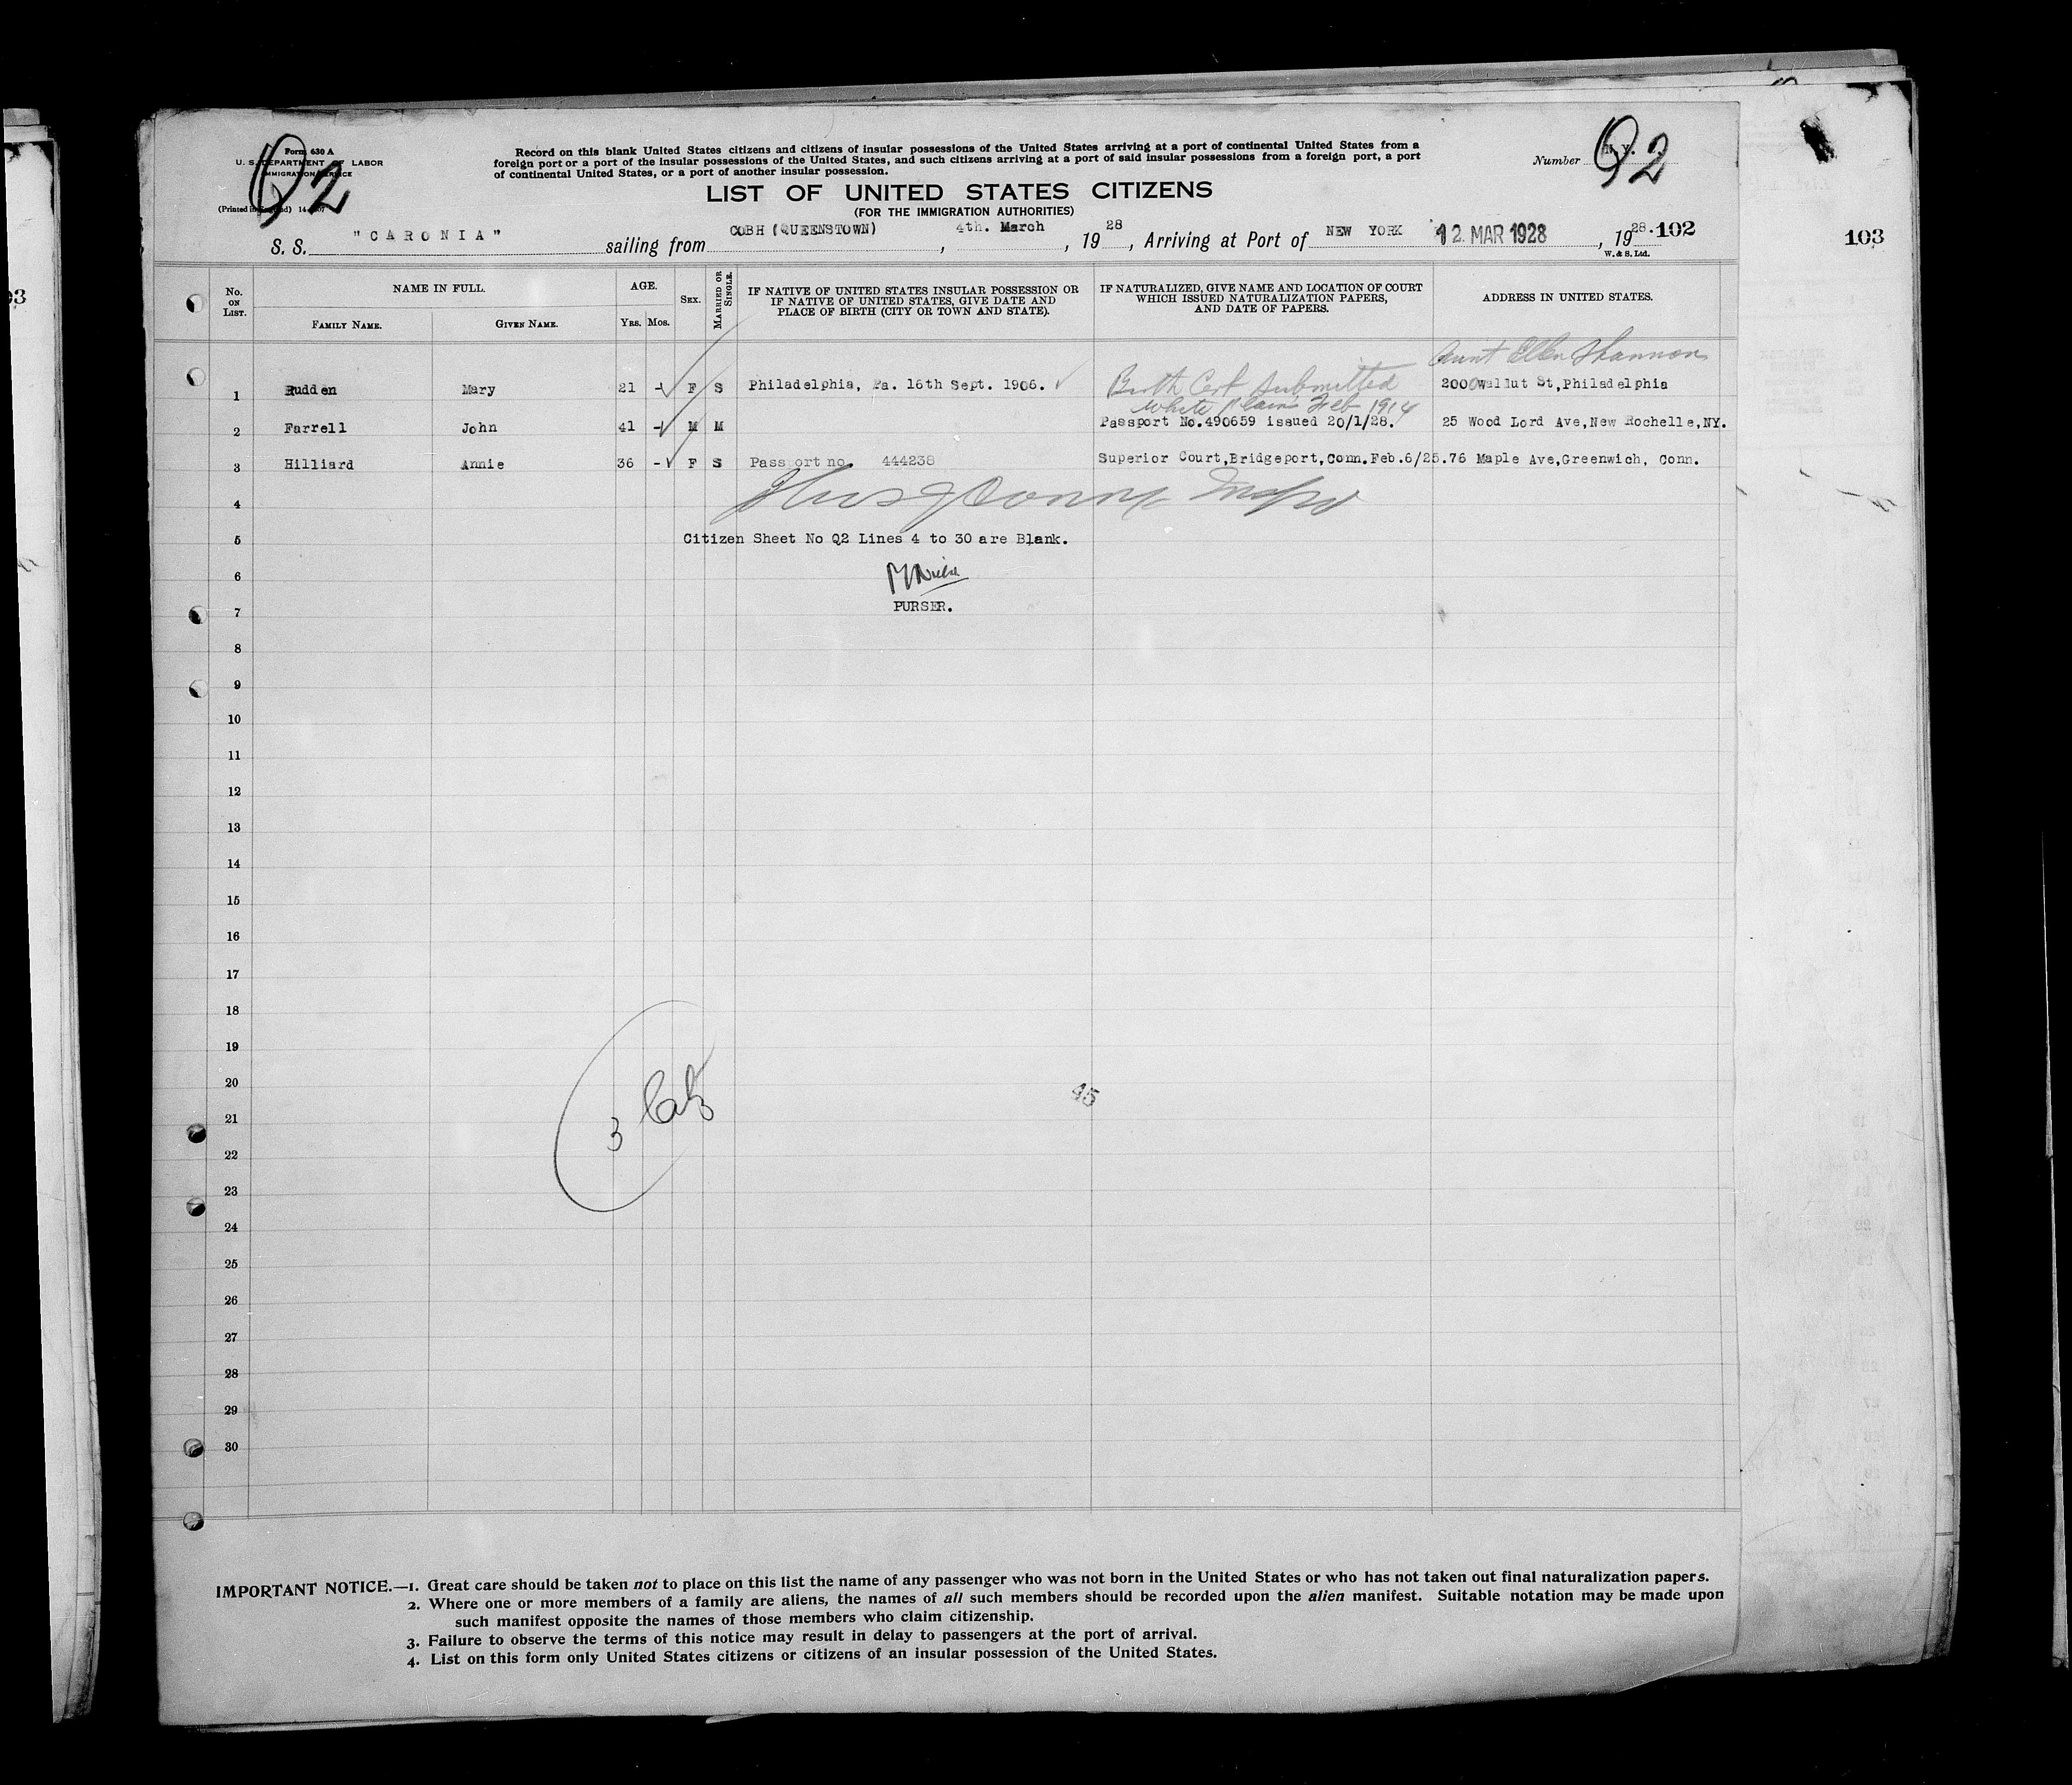 Form 630 A
U. S. DEPARTMENT OF LABOR
IMMIGRATION SERVICE
Q2
Record on this blank United States citizens and citizens of insular possessions of the United States arriving at a port of continental United States from a
foreign port or a port of the insular possessions of the United States, and such citizens arriving at a port of said insular possessions from a foreign port, a port
of continental United States, or a port of another insular possession.
Number Q2
LIST OF UNITED STATES CITIZENS
(FOR THE IMMIGRATION AUTHORITIES)
S. S. "CARONIA" sailing from COBH (QUEENSTOWN), 4th. March, 1928, Arriving at Port of NEW YORK 12 MAR 1928, 1928. 102
W. & S. Ltd.
103
No. ON LIST. NAME IN FULL. AGE. SEX. MARRIED OR SINGLE. IF NATIVE OF UNITED STATES INSULAR POSSESSION OR IF NATIVE OF UNITED STATES, GIVE DATE AND PLACE OF BIRTH (CITY OR TOWN AND STATE). IF NATURALIZED, GIVE NAME AND LOCATION OF COURT WHICH ISSUED NATURALIZATION PAPERS, AND DATE OF PAPERS. ADDRESS IN UNITED STATES.
FAMILY NAME. GIVEN NAME. YRS. MOS.
Aunt Ellen Shannon
1 Rudden Mary 21 - F S Philadelphia, Pa. 16th Sept. 1906. Birth Cert submitted 2000 Wallut St,Philadelphia
White Plains Feb 1914
2 Farrell John 41 - M M Passport No.490659 issued 20/1/28. 25 Wood Lord Ave,New Rochelle,NY.
3 Hilliard Annie 36 - F S Passport no. 444238 Superior Court,Bridgeport,Conn.Feb.6/25. 76 Maple Ave,Greenwich, Conn.
4
5 Citizen Sheet No Q2 Lines 4 to 30 are Blank.
6
7 PURSER.
8
9
10
11
12
13
14
15
16
17
18
19
20 45
21 3
22
23
24
25
26
27
28
29
30
IMPORTANT NOTICE.—1. Great care should be taken not to place on this list the name of any passenger who was not born in the United States or who has not taken out final naturalization papers.
2. Where one or more members of a family are aliens, the names of all such members should be recorded upon the alien manifest. Suitable notation may be made upon
such manifest opposite the names of those members who claim citizenship.
3. Failure to observe the terms of this notice may result in delay to passengers at the port of arrival.
4. List on this form only United States citizens or citizens of an insular possession of the United States.